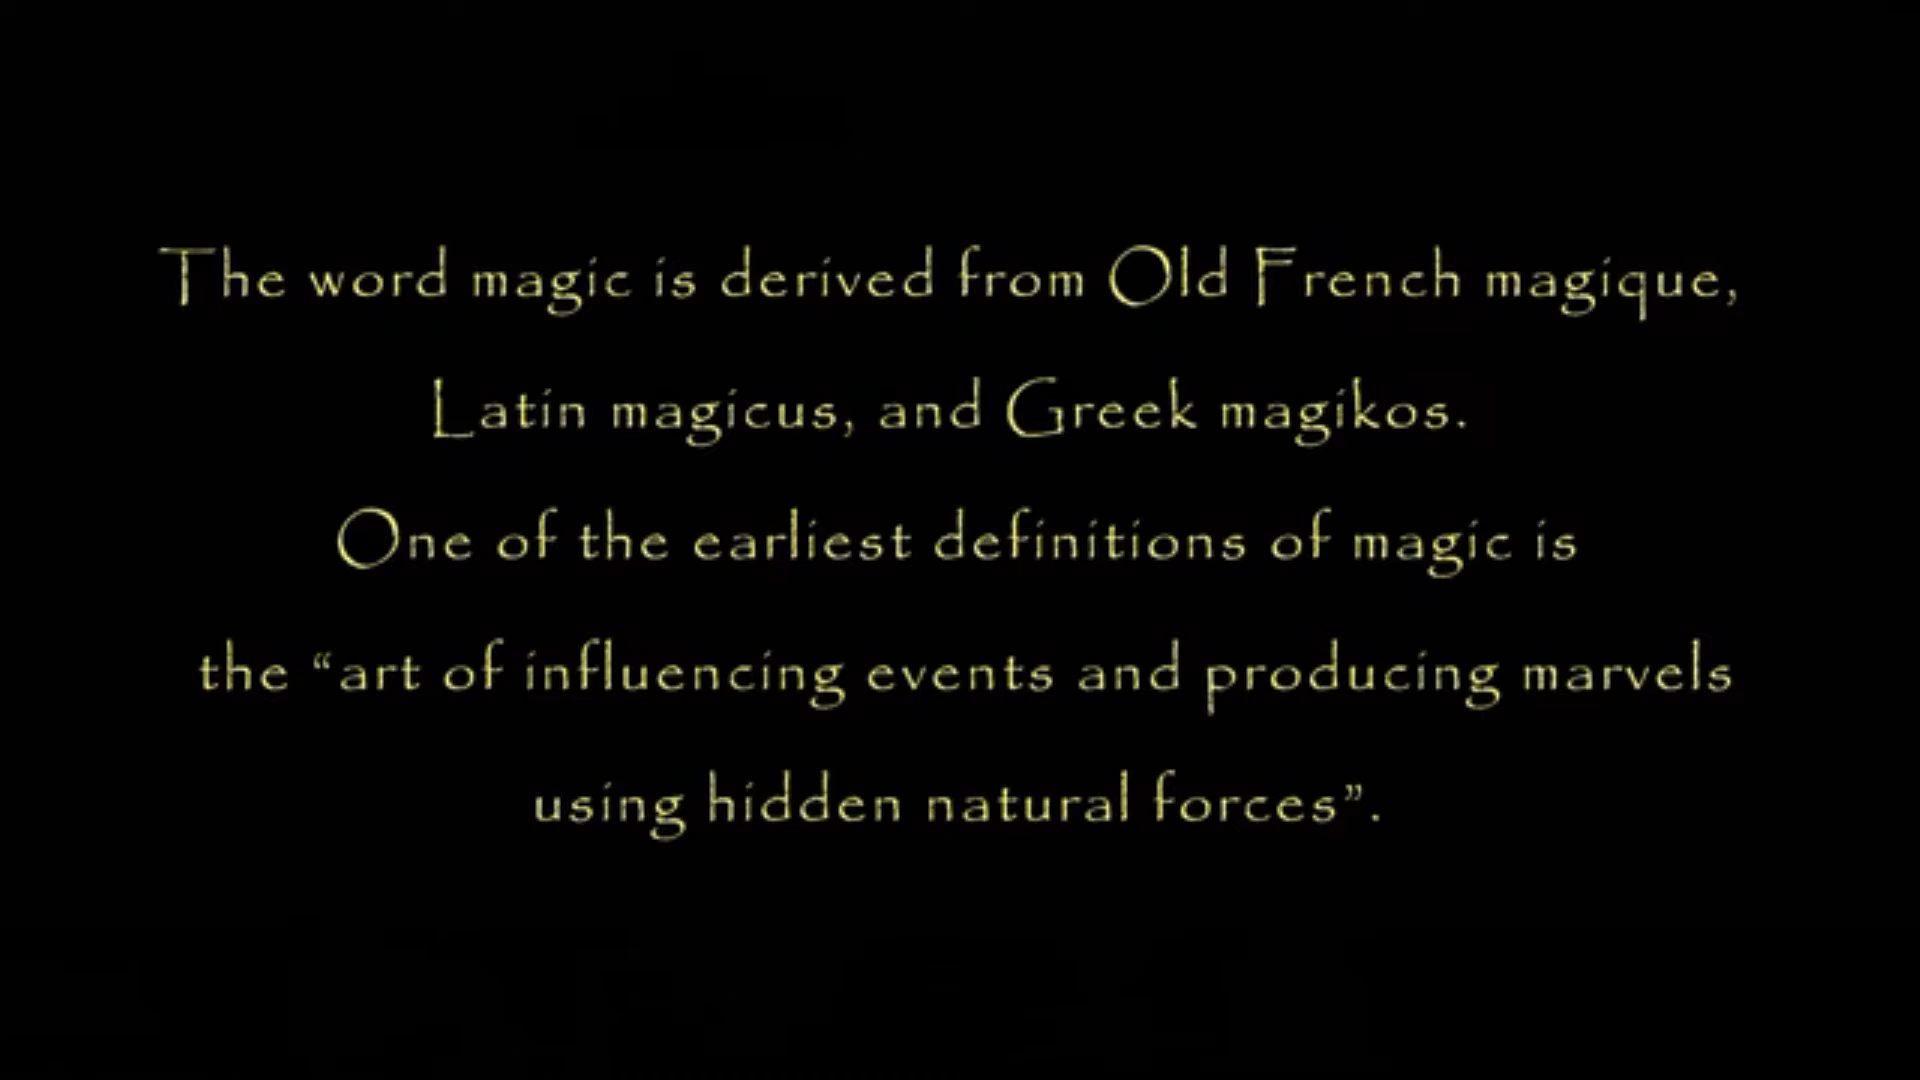 The word magic is derived from Old French magique,
Latin magicus, and Greek magikos.
One of the earliest definitions of magic is
the “art of influencing events and producing marvels
using hidden natural forces”.